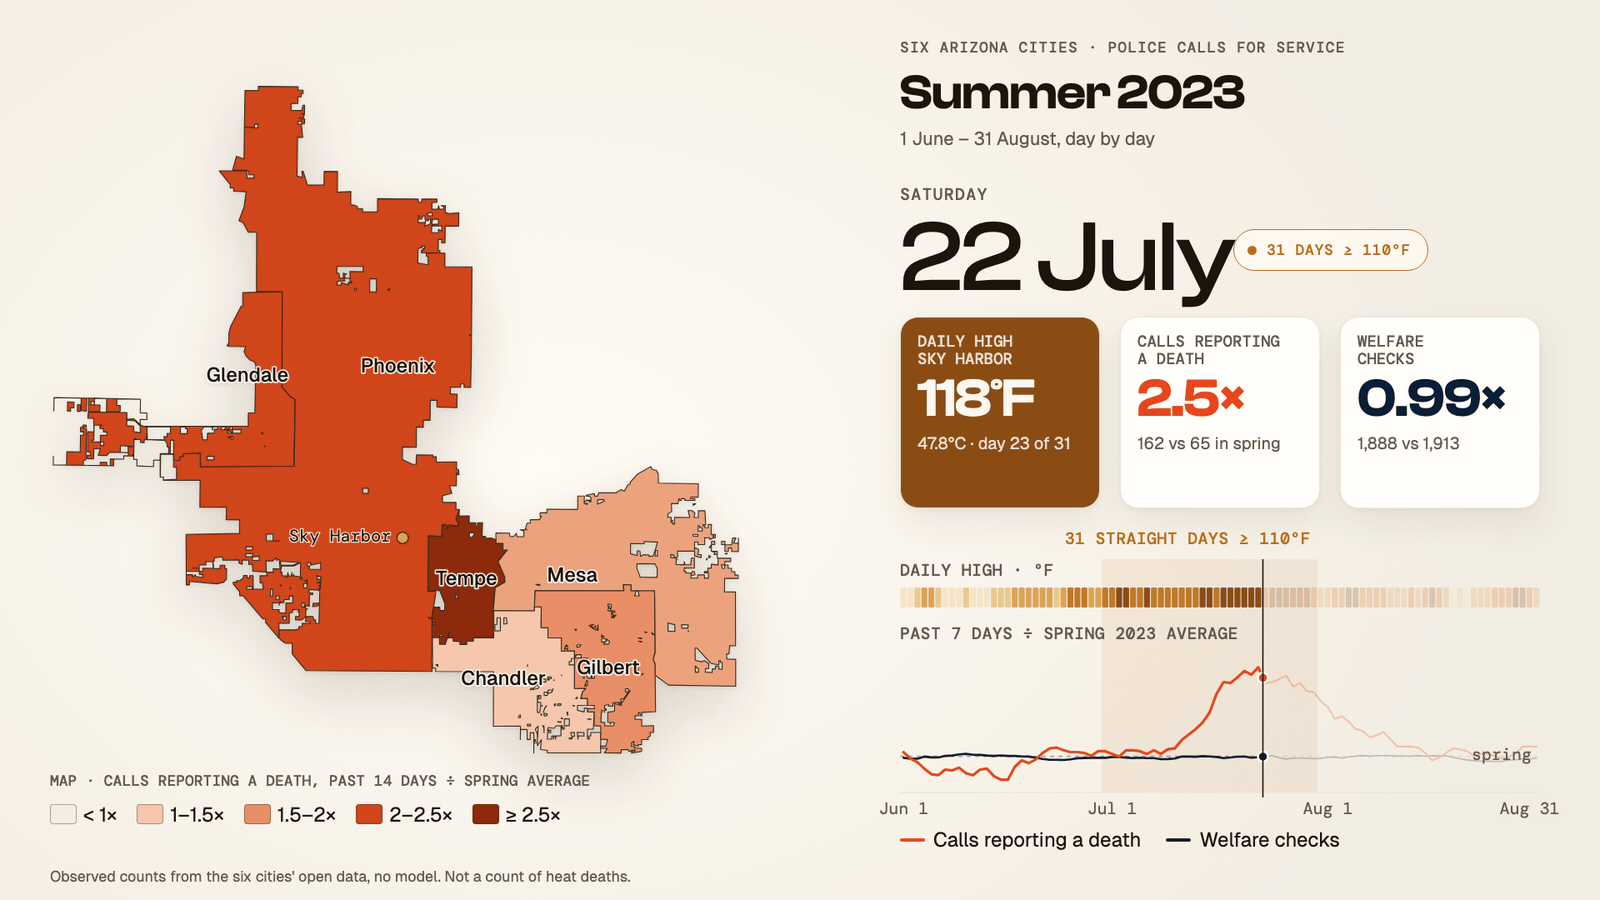 SIX ARIZONA CITIES · POLICE CALLS FOR SERVICE
Summer 2023
1 June – 31 August, day by day
SATURDAY
22 July
31 DAYS ≥ 110°F
DAILY HIGH
SKY HARBOR
118°F
47.8°C · day 23 of 31
CALLS REPORTING
A DEATH
2.5×
162 vs 65 in spring
WELFARE
CHECKS
0.99×
1,888 vs 1,913
31 STRAIGHT DAYS ≥ 110°F
DAILY HIGH · °F
PAST 7 DAYS ÷ SPRING 2023 AVERAGE
spring
Jun 1
Jul 1
Aug 1
Aug 31
Calls reporting a death
Welfare checks
Glendale
Phoenix
Sky Harbor
Tempe
Mesa
Chandler
Gilbert
MAP · CALLS REPORTING A DEATH, PAST 14 DAYS ÷ SPRING AVERAGE
< 1×
1–1.5×
1.5–2×
2–2.5×
≥ 2.5×
Observed counts from the six cities' open data, no model. Not a count of heat deaths.